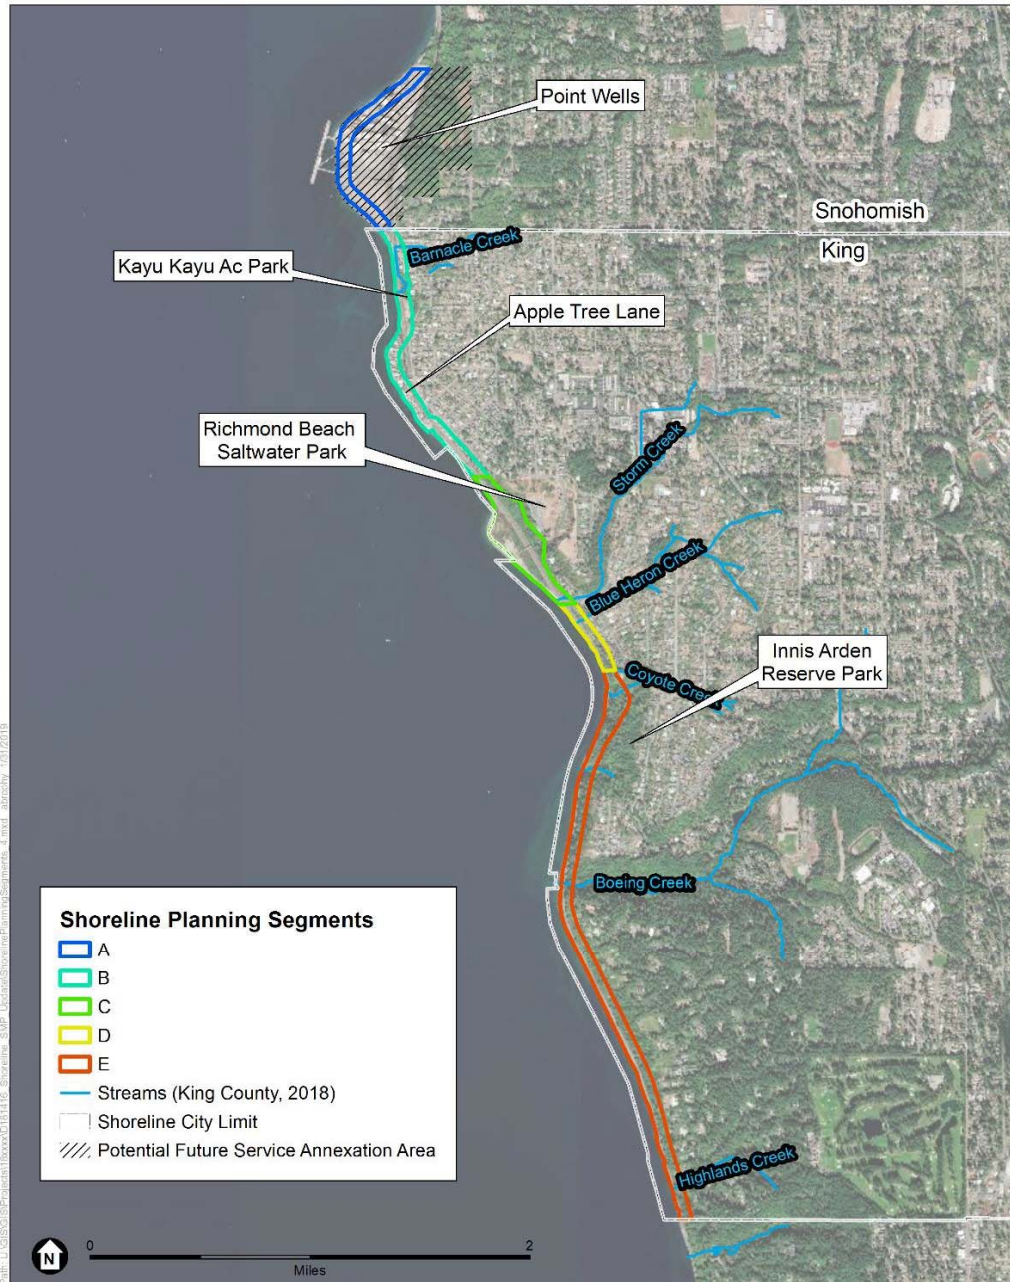 Point Wells
Snohomish
King
Barnacle Creek
Kayu Kayu Ac Park
Apple Tree Lane
Richmond Beach
Saltwater Park
Storm Creek
Blue Heron Creek
Innis Arden
Reserve Park
Coyote Creek
Boeing Creek
Highlands Creek
Shoreline Planning Segments
A
B
C
D
E
Streams (King County, 2018)
Shoreline City Limit
Potential Future Service Annexation Area
N
0
2
Miles